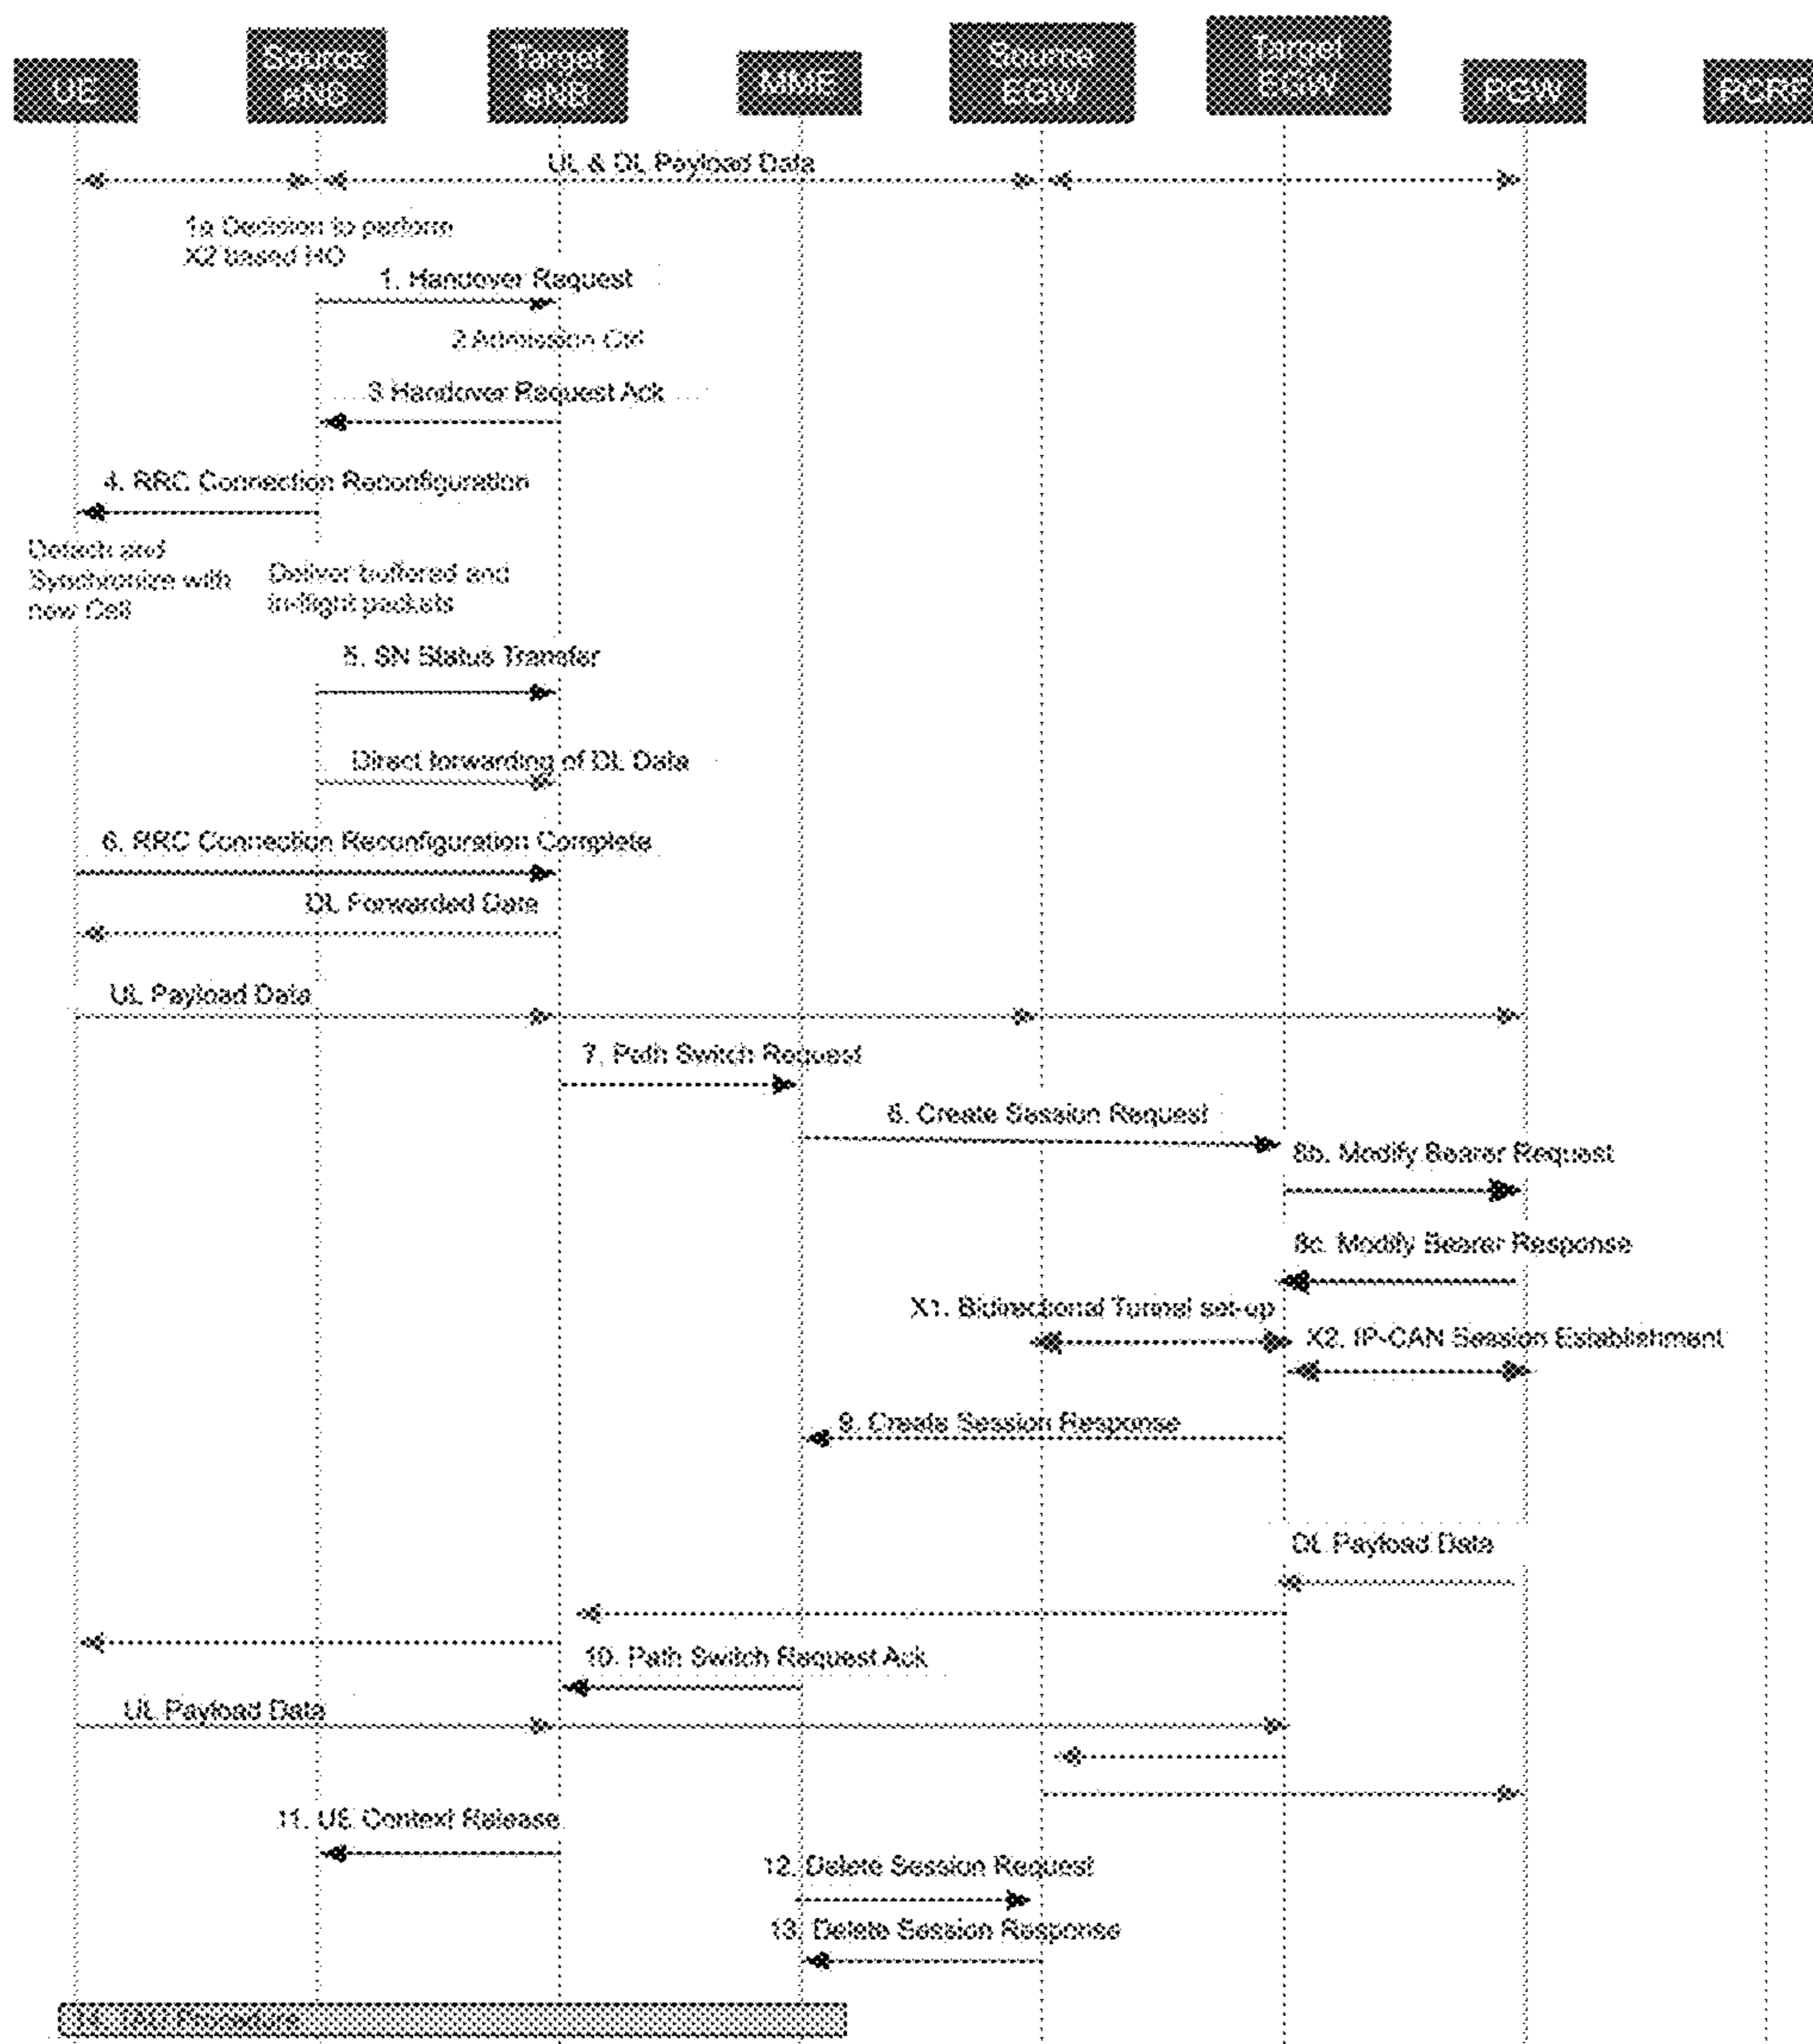 UE
Source
eNB
Target
eNB
MME
Source
EGW
Target
EGW
PGW
PCRF
UL & DL Payload Data
1a Decision to perform
X2 based HO
1. Handover Request
2 Admission Ctrl
3 Handover Request Ack
4. RRC Connection Reconfiguration
Detach and
Synchronize with
new Cell
Deliver buffered and
in-flight packets
5. SN Status Transfer
Direct forwarding of DL Data
6. RRC Connection Reconfiguration Complete
DL Forwarded Data
UL Payload Data
7. Path Switch Request
Create Session Request
8b. Modify Bearer Request
8c. Modify Bearer Response
X1. Bidirectional Tunnel set-up
X2. IP-CAN Session Establishment
9. Create Session Response
DL Payload Data
10. Path Switch Request Ack
UL Payload Data
11. UE Context Release
12. Delete Session Request
13. Delete Session Response
14. TAU Procedure